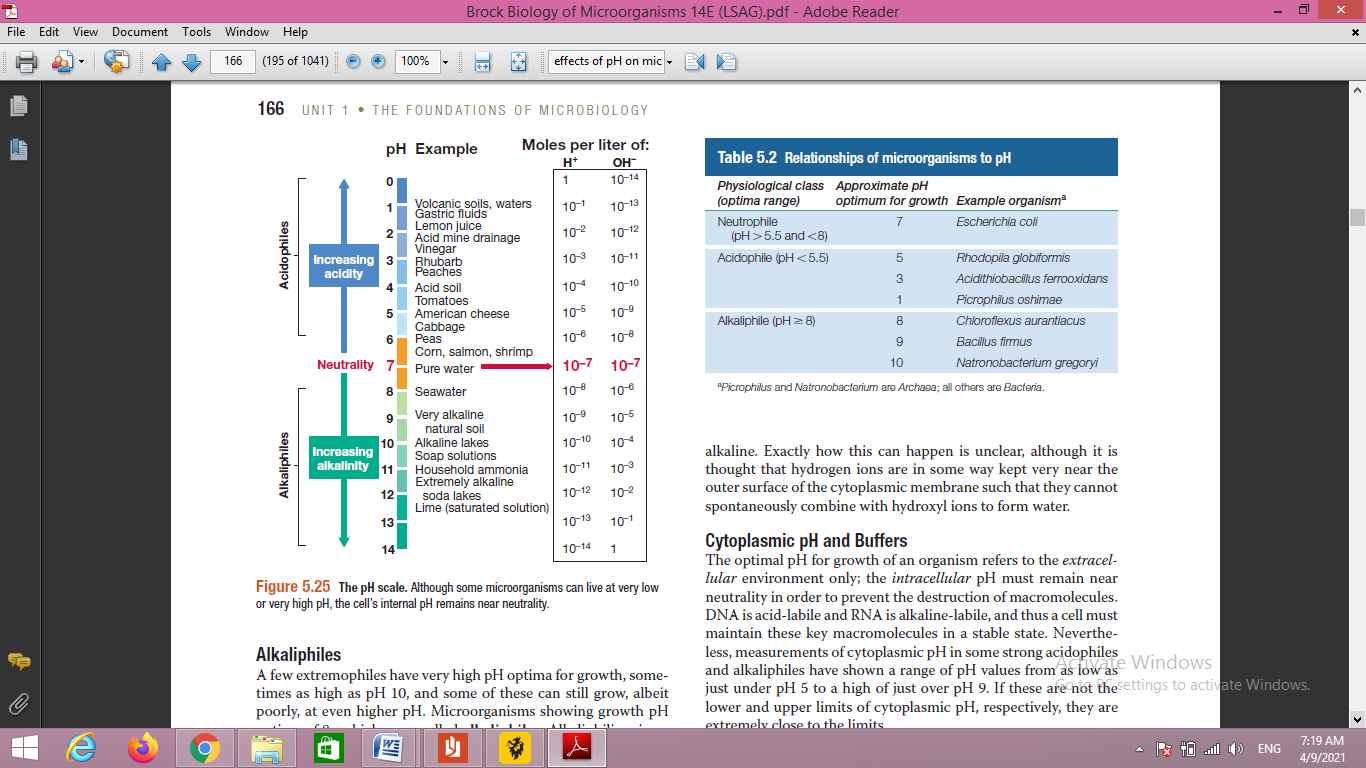 Brock Biology of Microorganisms 14E (LSAG).pdf - Adobe Reader
File Edit View Document Tools Window Help
166 (195 of 1041) 100% effects of pH on mic
166 UNIT 1 • THE FOUNDATIONS OF MICROBIOLOGY
pH Example Moles per liter of:
H⁺ OH⁻
0 1 10⁻¹⁴
Volcanic soils, waters
1 10⁻¹ 10⁻¹³
Gastric fluids
Lemon juice
2 10⁻² 10⁻¹²
Acid mine drainage
Vinegar
3 Rhubarb 10⁻³ 10⁻¹¹
Peaches
4 Acid soil 10⁻⁴ 10⁻¹⁰
Tomatoes
5 American cheese 10⁻⁵ 10⁻⁹
Cabbage
6 Peas 10⁻⁶ 10⁻⁸
Corn, salmon, shrimp
Neutrality 7 Pure water 10⁻⁷ 10⁻⁷
8 Seawater 10⁻⁸ 10⁻⁶
9 Very alkaline 10⁻⁹ 10⁻⁵
natural soil
10 Alkaline lakes 10⁻¹⁰ 10⁻⁴
Soap solutions
11 Household ammonia 10⁻¹¹ 10⁻³
Extremely alkaline
12 soda lakes 10⁻¹² 10⁻²
Lime (saturated solution)
13 10⁻¹³ 10⁻¹
14 10⁻¹⁴ 1
Acidophiles
Increasing
acidity
Alkaliphiles
Increasing
alkalinity
Figure 5.25 The pH scale. Although some microorganisms can live at very low
or very high pH, the cell's internal pH remains near neutrality.
Alkaliphiles
A few extremophiles have very high pH optima for growth, some-
times as high as pH 10, and some of these can still grow, albeit
poorly, at even higher pH. Microorganisms showing growth pH
Table 5.2 Relationships of microorganisms to pH
Physiological class Approximate pH
(optima range) optimum for growth Example organismᵃ
Neutrophile 7 Escherichia coli
(pH > 5.5 and <8)
Acidophile (pH < 5.5) 5 Rhodopila globiformis
3 Acidithiobacillus ferrooxidans
1 Picrophilus oshimae
Alkaliphile (pH ≥ 8) 8 Chloroflexus aurantiacus
9 Bacillus firmus
10 Natronobacterium gregoryi
ᵃPicrophilus and Natronobacterium are Archaea; all others are Bacteria.
alkaline. Exactly how this can happen is unclear, although it is
thought that hydrogen ions are in some way kept very near the
outer surface of the cytoplasmic membrane such that they cannot
spontaneously combine with hydroxyl ions to form water.
Cytoplasmic pH and Buffers
The optimal pH for growth of an organism refers to the extracel-
lular environment only; the intracellular pH must remain near
neutrality in order to prevent the destruction of macromolecules.
DNA is acid-labile and RNA is alkaline-labile, and thus a cell must
maintain these key macromolecules in a stable state. Neverthe-
less, measurements of cytoplasmic pH in some strong acidophiles
and alkaliphiles have shown a range of pH values from as low as
just under pH 5 to a high of just over pH 9. If these are not the
lower and upper limits of cytoplasmic pH, respectively, they are
extremely close to the limits.
Activate Windows
Go to PC settings to activate Windows.
ENG
7:19 AM
4/9/2021